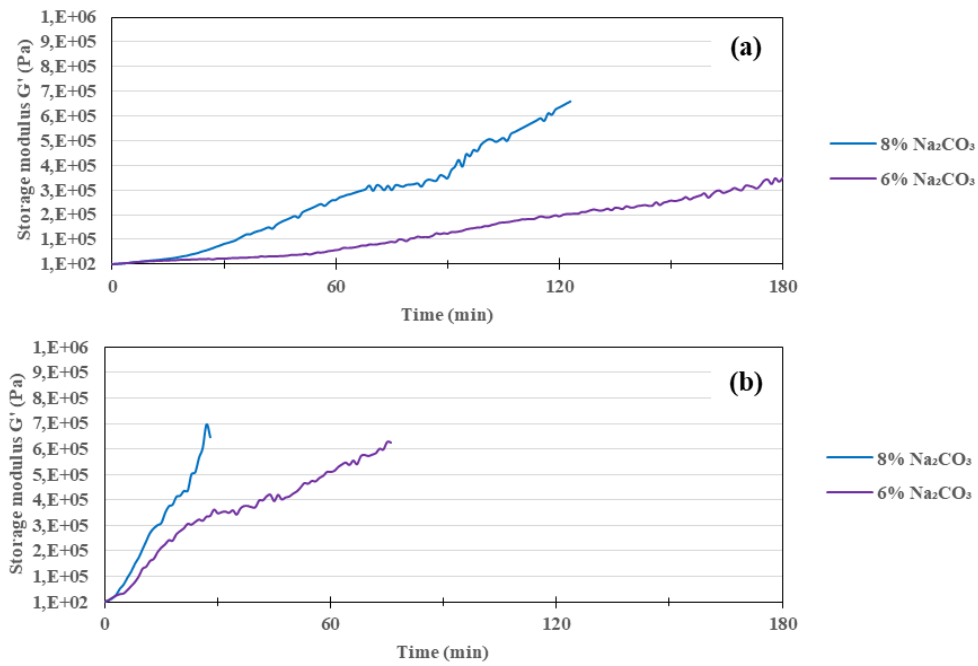 (a)
Storage modulus G' (Pa)
1,E+06
9,E+05
8,E+05
7,E+05
6,E+05
5,E+05
4,E+05
3,E+05
2,E+05
1,E+05
1,E+02
0
60
120
180
Time (min)
8% Na₂CO₃
6% Na₂CO₃
(b)
Storage modulus G' (Pa)
1,E+06
9,E+05
8,E+05
7,E+05
6,E+05
5,E+05
4,E+05
3,E+05
2,E+05
1,E+05
1,E+02
0
60
120
180
Time (min)
8% Na₂CO₃
6% Na₂CO₃